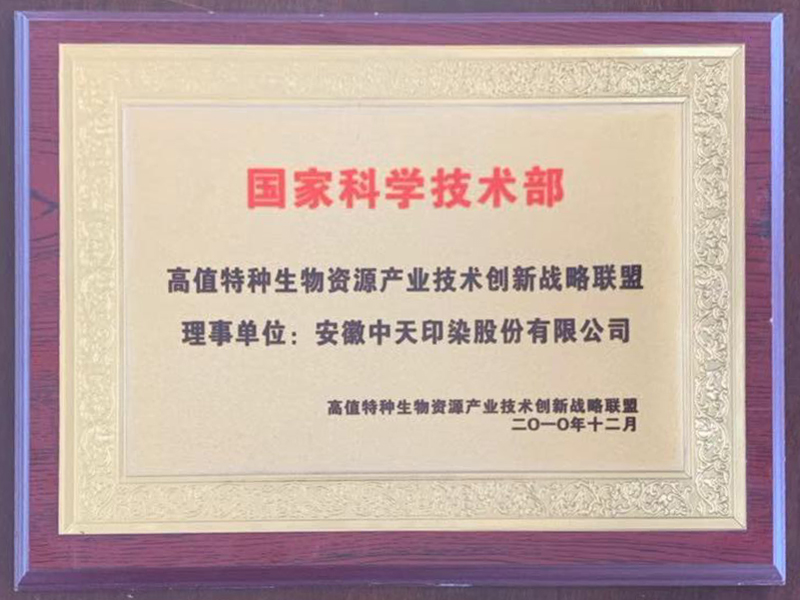 国家科学技术部
高值特种生物资源产业技术创新战略联盟
理事单位：安徽中天印染股份有限公司
高值特种生物资源产业技术创新战略联盟
二〇一〇年十二月